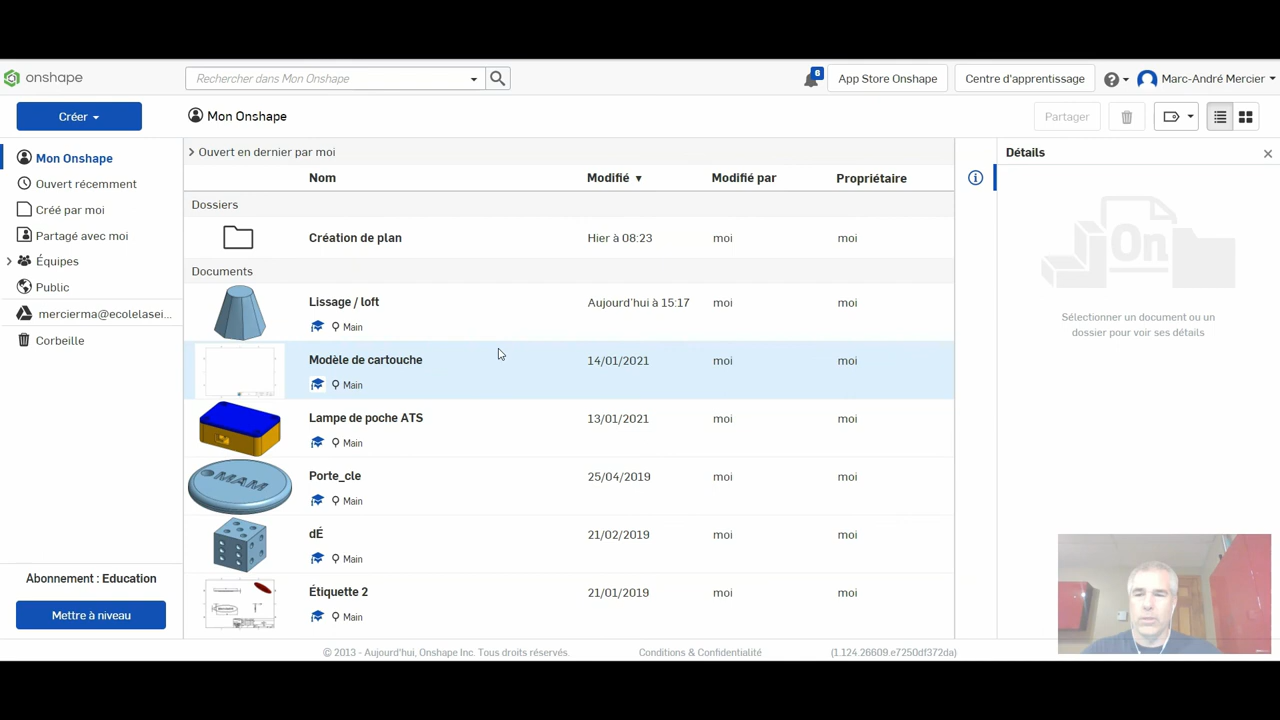 onshape
Rechercher dans Mon Onshape
6
App Store Onshape
Centre d'apprentissage
Marc-André Mercier
Créer
Mon Onshape
Partager
Mon Onshape
Ouvert récemment
Créé par moi
Partagé avec moi
Équipes
Public
mercierma@ecolelasei...
Corbeille
Abonnement : Education
Mettre à niveau
Ouvert en dernier par moi
Nom Modifié Modifié par Propriétaire
Dossiers
Création de plan Hier à 08:23 moi moi
Documents
Lissage / loft Aujourd'hui à 15:17 moi moi
Main
Modèle de cartouche 14/01/2021 moi moi
Main
Lampe de poche ATS 13/01/2021 moi moi
Main
MAM
Porte_cle 25/04/2019 moi moi
Main
dÉ 21/02/2019 moi moi
Main
Étiquette 2 21/01/2019 moi moi
Main
Détails
On
Sélectionner un document ou un
dossier pour voir ses détails
© 2013 - Aujourd'hui, Onshape Inc. Tous droits réservés.
Conditions & Confidentialité
(1.124.26609.e7250df372da)